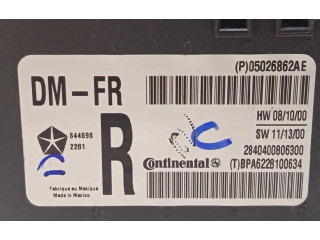 (P)05026862AE
DM-FR
HW 08/10/00
644698
2281
R
C
SW 11/13/00
Continental
2840400806300
(T)BPA6228100634
Fabrique au Mexique
Made in Mexico